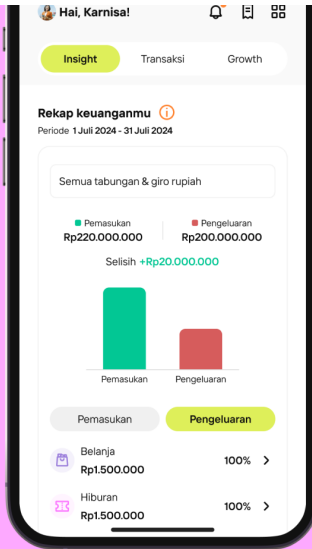 Hai, Karnisa!
Insight
Transaksi
Growth
Rekap keuanganmu
Periode 1 Juli 2024 - 31 Juli 2024
Semua tabungan & giro rupiah
Pemasukan
Pengeluaran
Rp220.000.000
Rp200.000.000
Selisih +Rp20.000.000
Pemasukan
Pengeluaran
Pemasukan
Pengeluaran
Belanja
Rp1.500.000
100%
Hiburan
Rp1.500.000
100%